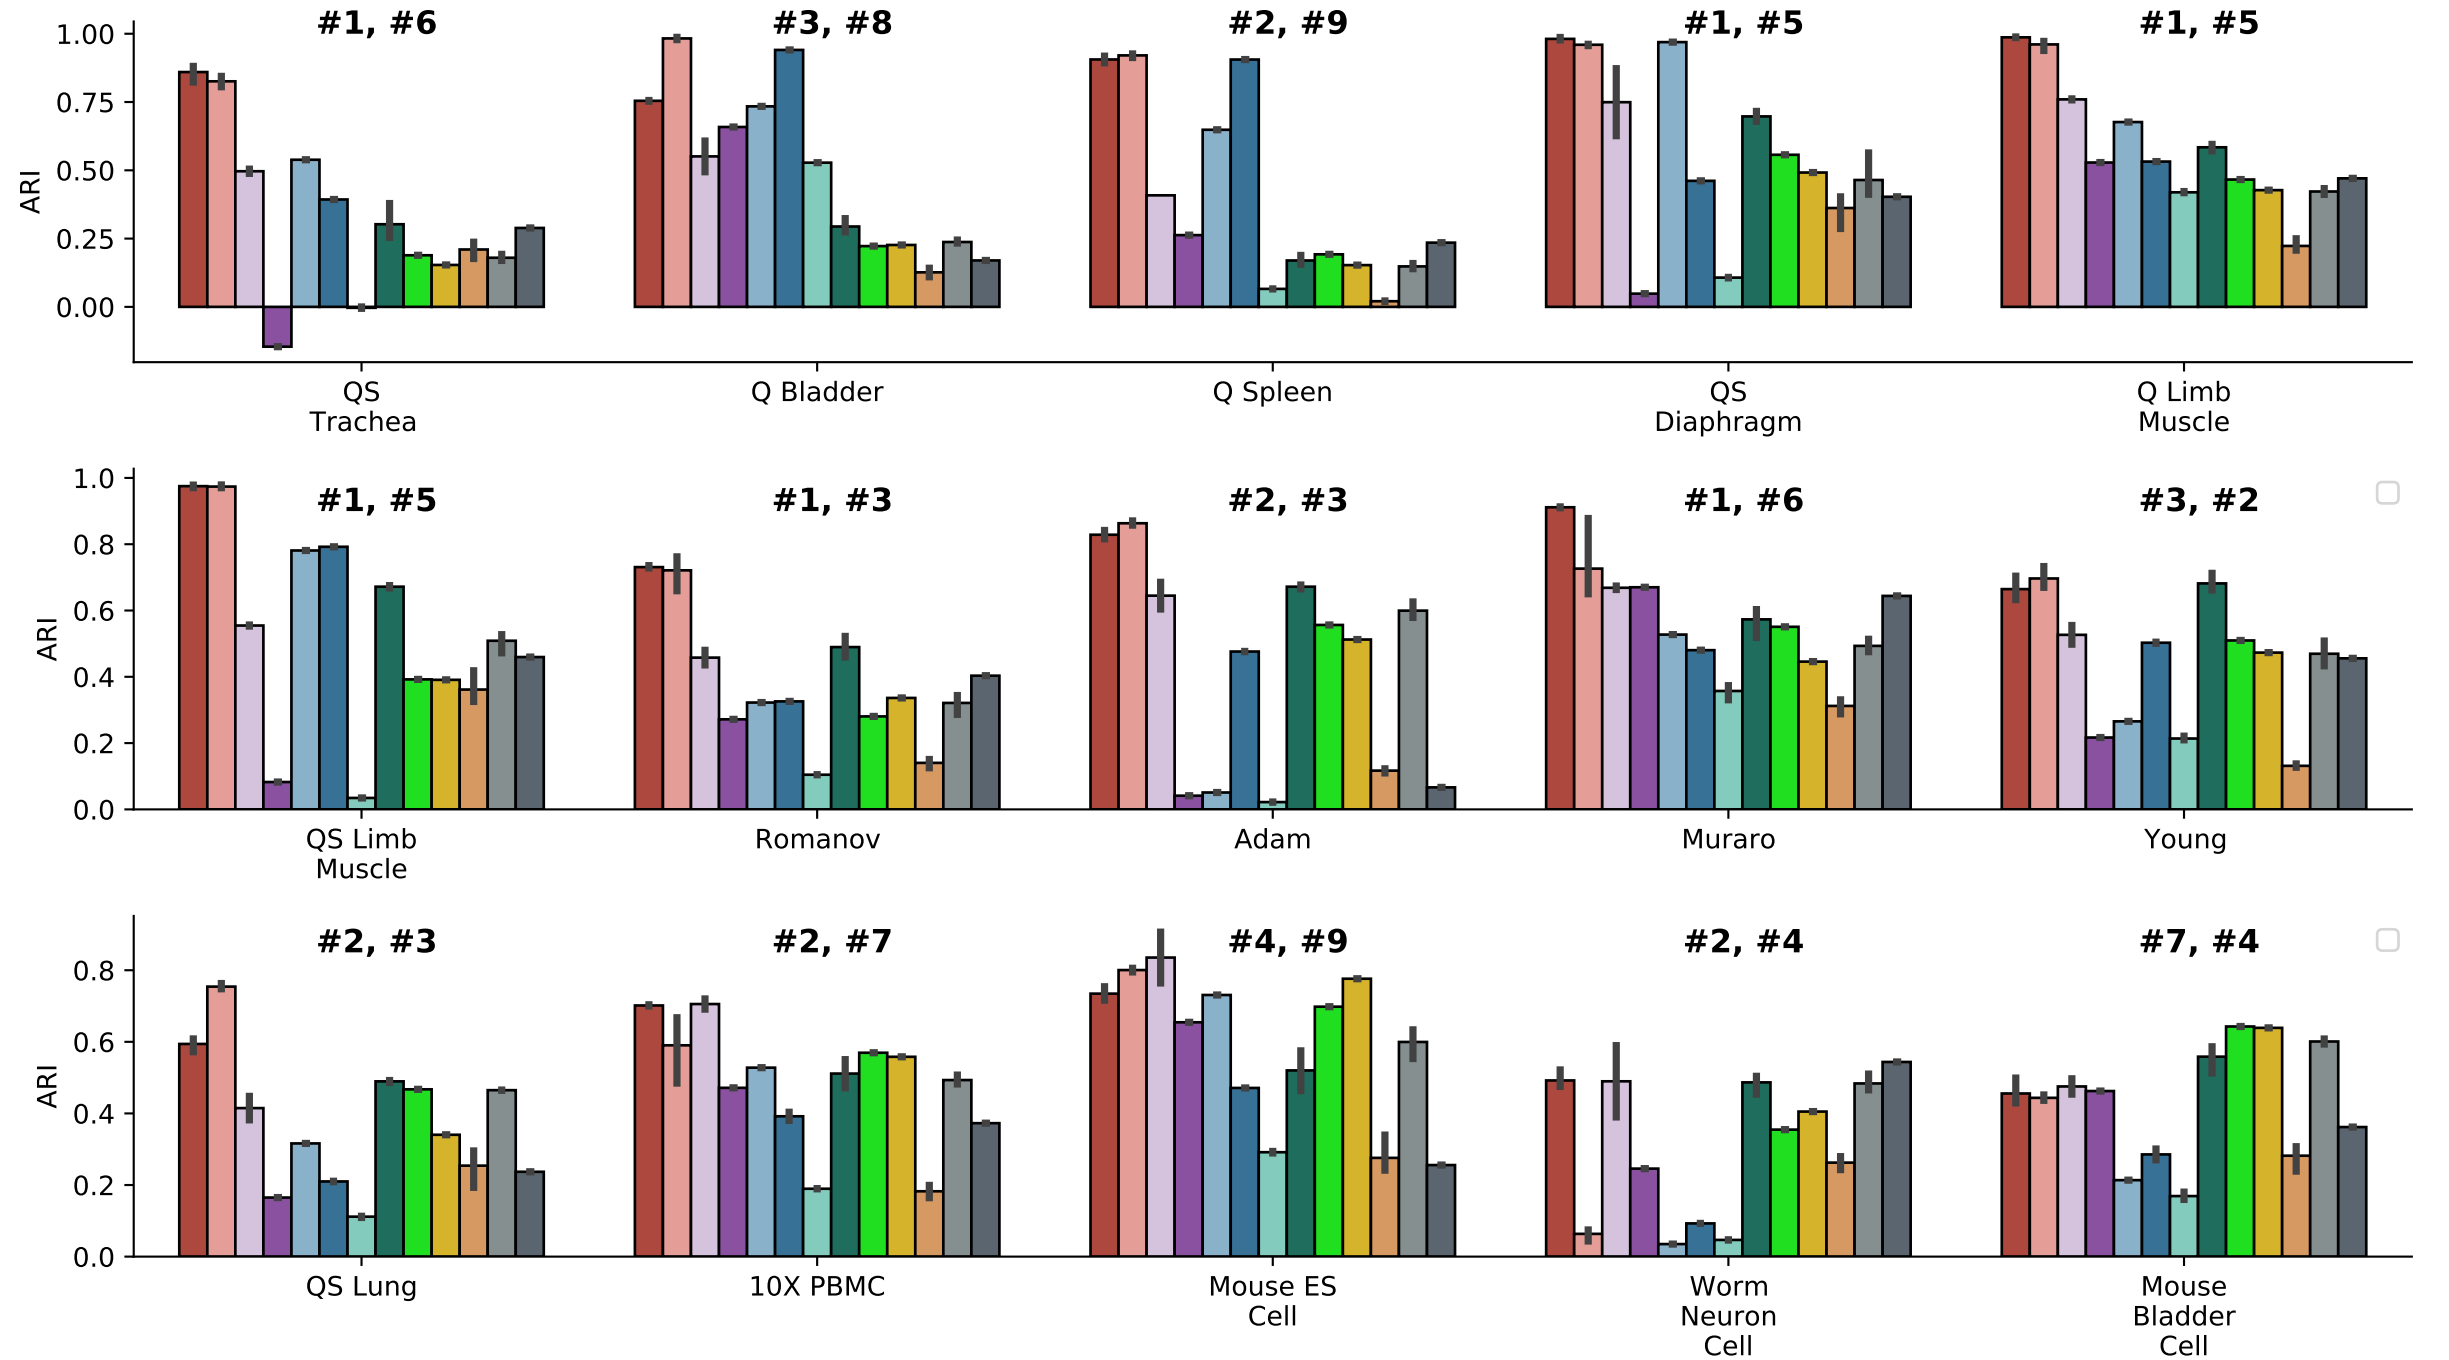 #1, #6 #3, #8 #2, #9 #1, #5 #1, #5
1.00
0.75
0.50
0.25
0.00
ARI
QS Trachea
Q Bladder
Q Spleen
QS Diaphragm
Q Limb Muscle
#1, #5 #1, #3 #2, #3 #1, #6 #3, #2
1.0
0.8
0.6
0.4
0.2
0.0
ARI
QS Limb Muscle
Romanov
Adam
Muraro
Young
#2, #3 #2, #7 #4, #9 #2, #4 #7, #4
0.8
0.6
0.4
0.2
0.0
ARI
QS Lung
10X PBMC
Mouse ES Cell
Worm Neuron Cell
Mouse Bladder Cell